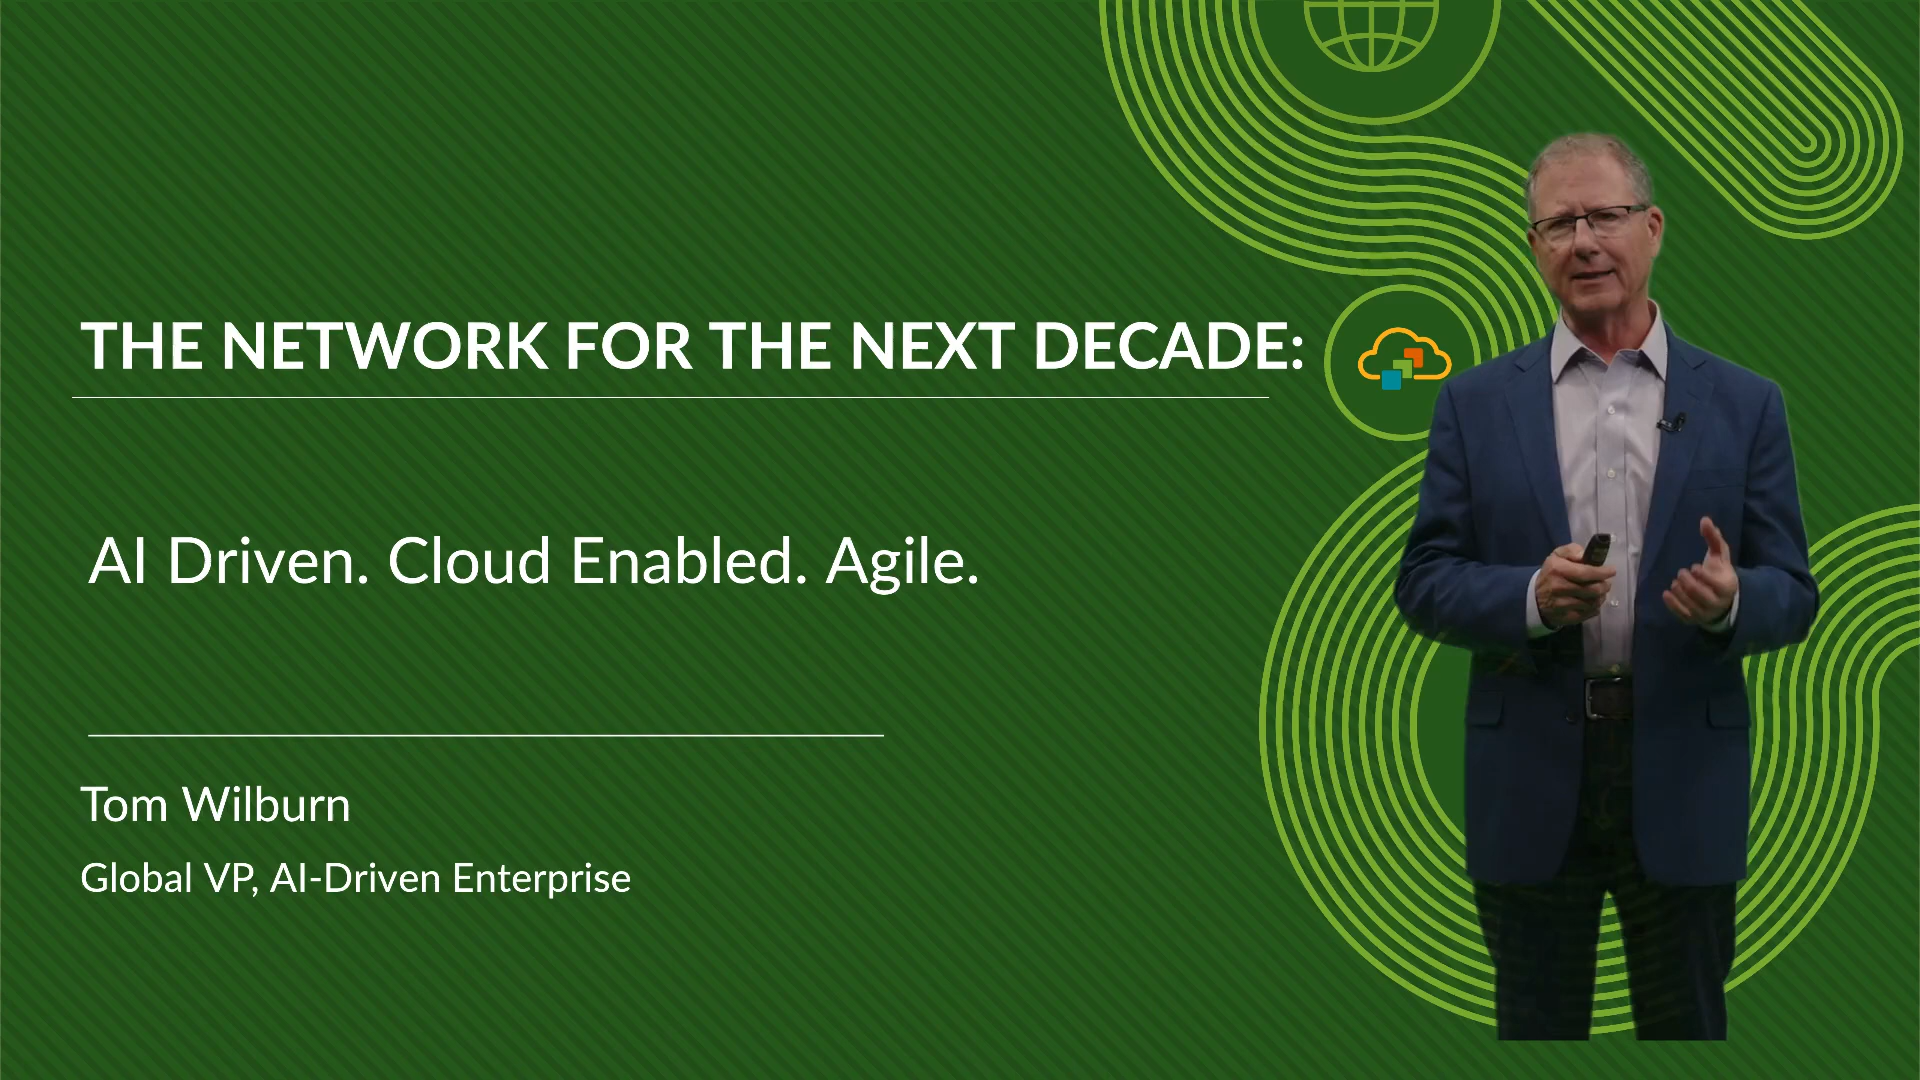 THE NETWORK FOR THE NEXT DECADE:
AI Driven. Cloud Enabled. Agile.
Tom Wilburn
Global VP, AI-Driven Enterprise